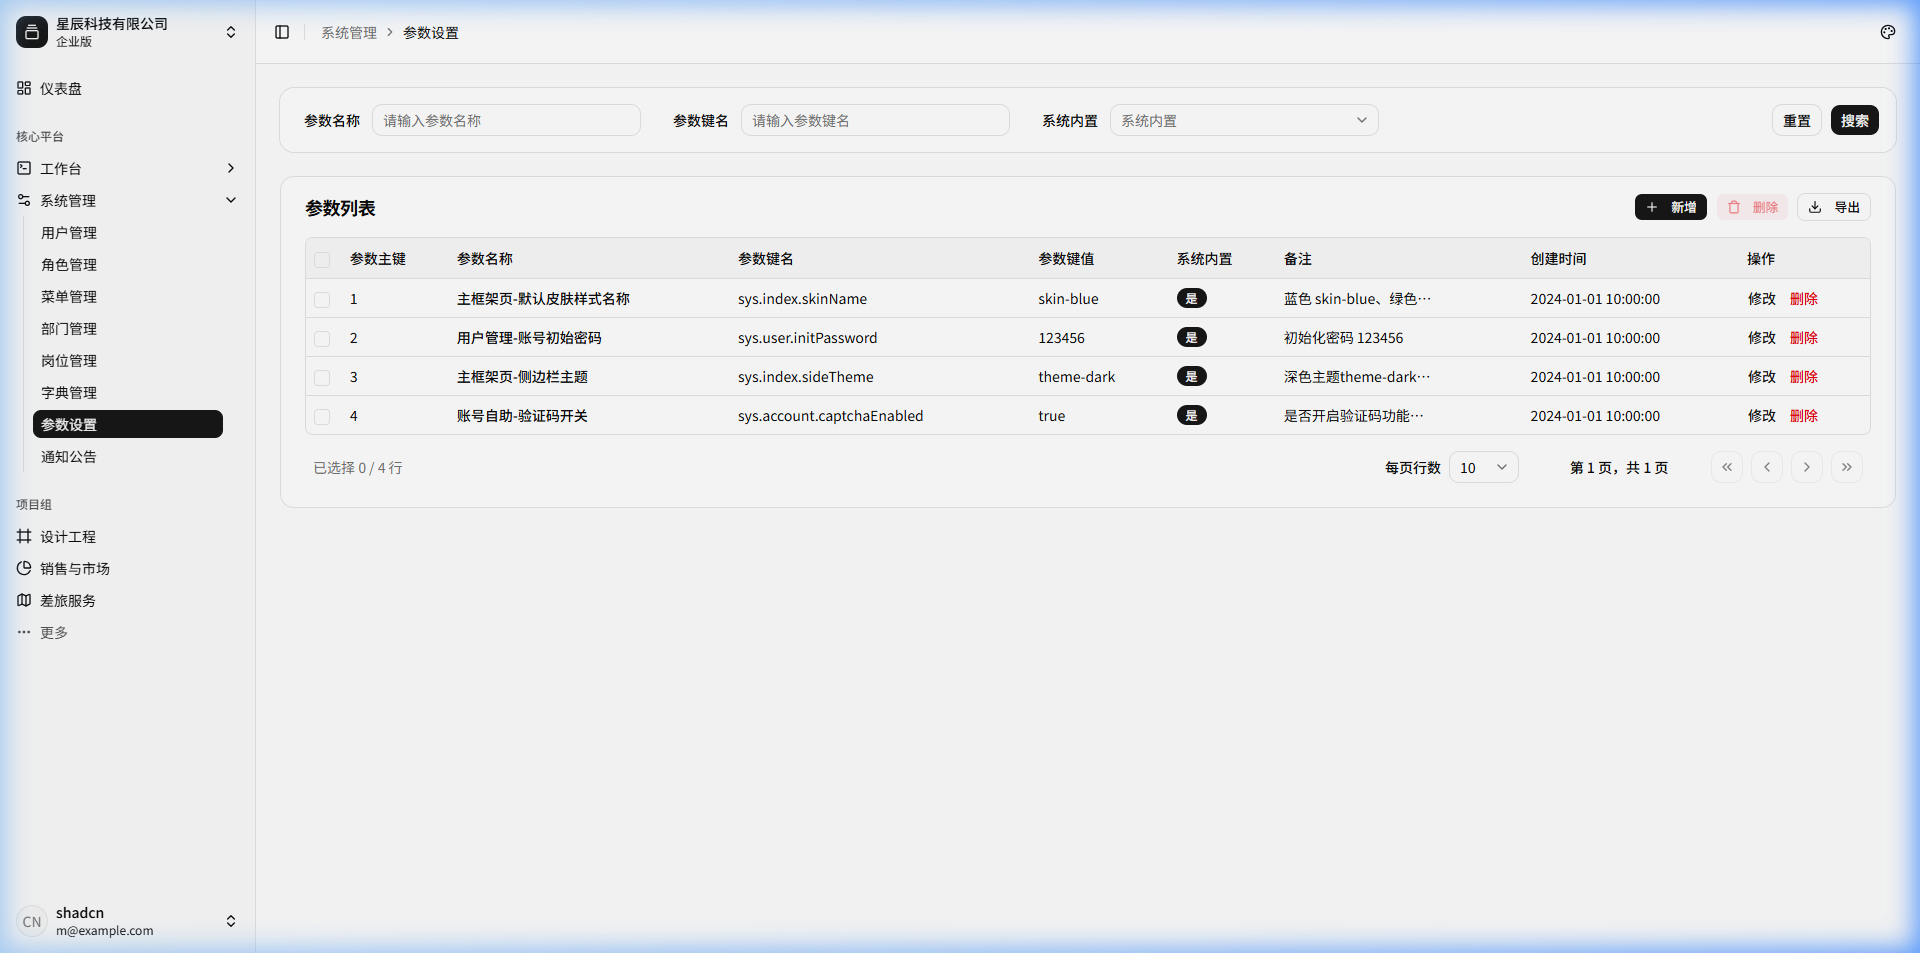 星辰科技有限公司
企业版
仪表盘
核心平台
工作台
系统管理
用户管理
角色管理
菜单管理
部门管理
岗位管理
字典管理
参数设置
通知公告
项目组
设计工程
销售与市场
差旅服务
更多
CN
shadcn
m@example.com
系统管理 参数设置
参数名称 请输入参数名称 参数键名 请输入参数键名 系统内置 系统内置 重置 搜索
参数列表 新增 删除 导出
参数主键 参数名称 参数键名 参数键值 系统内置 备注 创建时间 操作
1 主框架页-默认皮肤样式名称 sys.index.skinName skin-blue 是 蓝色 skin-blue、绿色… 2024-01-01 10:00:00 修改 删除
2 用户管理-账号初始密码 sys.user.initPassword 123456 是 初始化密码 123456 2024-01-01 10:00:00 修改 删除
3 主框架页-侧边栏主题 sys.index.sideTheme theme-dark 是 深色主题theme-dark… 2024-01-01 10:00:00 修改 删除
4 账号自助-验证码开关 sys.account.captchaEnabled true 是 是否开启验证码功能… 2024-01-01 10:00:00 修改 删除
已选择 0 / 4 行 每页行数 10 第 1 页，共 1 页